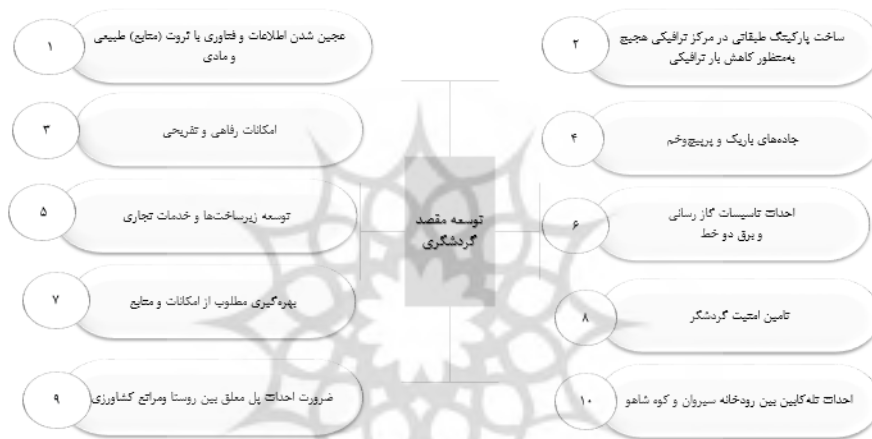 ۱
عجین شدن اطلاعات و فناوری با ثروت (منابع) طبیعی
و مادی
۲
ساخت پارکینگ طبقاتی در مرکز ترافیکی هجیج
به‌منظور کاهش بار ترافیکی
۳
امکانات رفاهی و تفریحی
۴
جاده‌های باریک و پرپیچ‌وخم
توسعه مقصد
گردشگری
۵
توسعه زیرساخت‌ها و خدمات تجاری
۶
احداث تاسیسات گاز رسانی
و برق دو خط
۷
بهره‌گیری مطلوب از امکانات و منابع
۸
تامین امنیت گردشگر
۹
ضرورت احداث پل معلق بین روستا ومراتع کشاورزی
۱۰
احداث تله‌کابین بین رودخانه سیروان و کوه شاهو